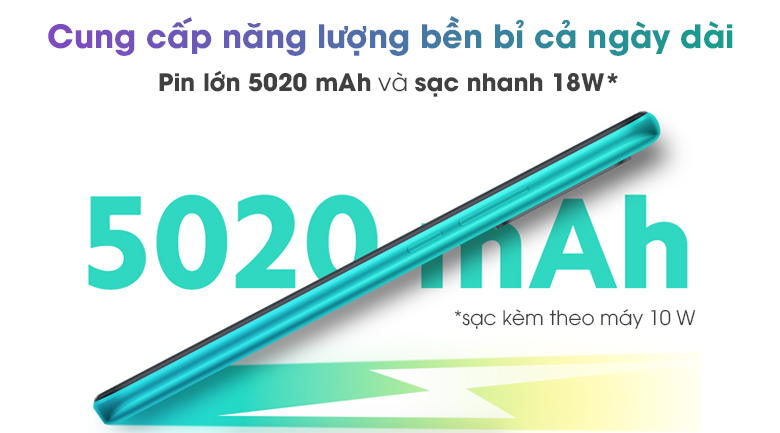 Cung cấp năng lượng bền bỉ cả ngày dài
Pin lớn 5020 mAh và sạc nhanh 18W*
5020 mAh
*sạc kèm theo máy 10 W